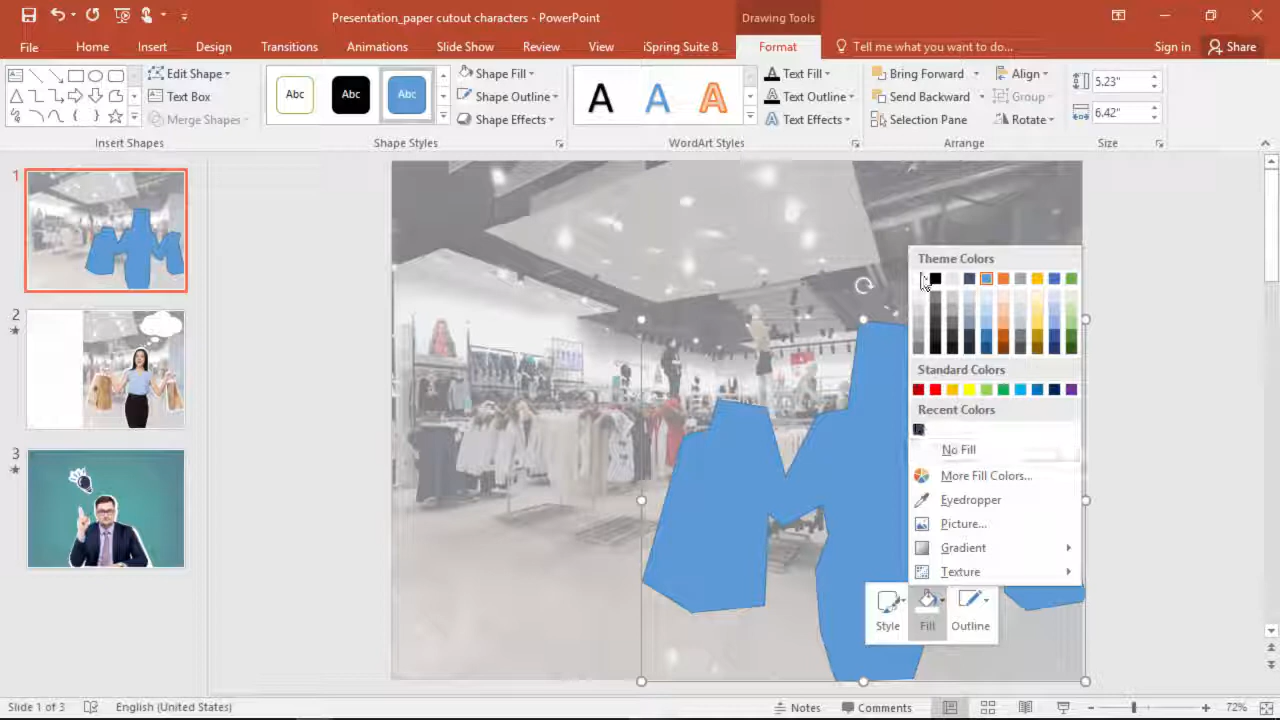 Presentation_paper cutout characters - PowerPoint
Drawing Tools
File
Home
Insert
Design
Transitions
Animations
Slide Show
Review
View
iSpring Suite 8
Format
Tell me what you want to do...
Sign in
Share
Edit Shape
Text Box
Merge Shapes
Insert Shapes
Abc
Abc
Abc
Shape Fill
Shape Outline
Shape Effects
Shape Styles
A
A
A
Text Fill
Text Outline
Text Effects
WordArt Styles
Bring Forward
Send Backward
Selection Pane
Align
Group
Rotate
Arrange
5.23"
6.42"
Size
1
2
3
Theme Colors
Standard Colors
Recent Colors
No Fill
More Fill Colors...
Eyedropper
Picture...
Gradient
Texture
Style
Fill
Outline
Slide 1 of 3
English (United States)
Notes
Comments
72%